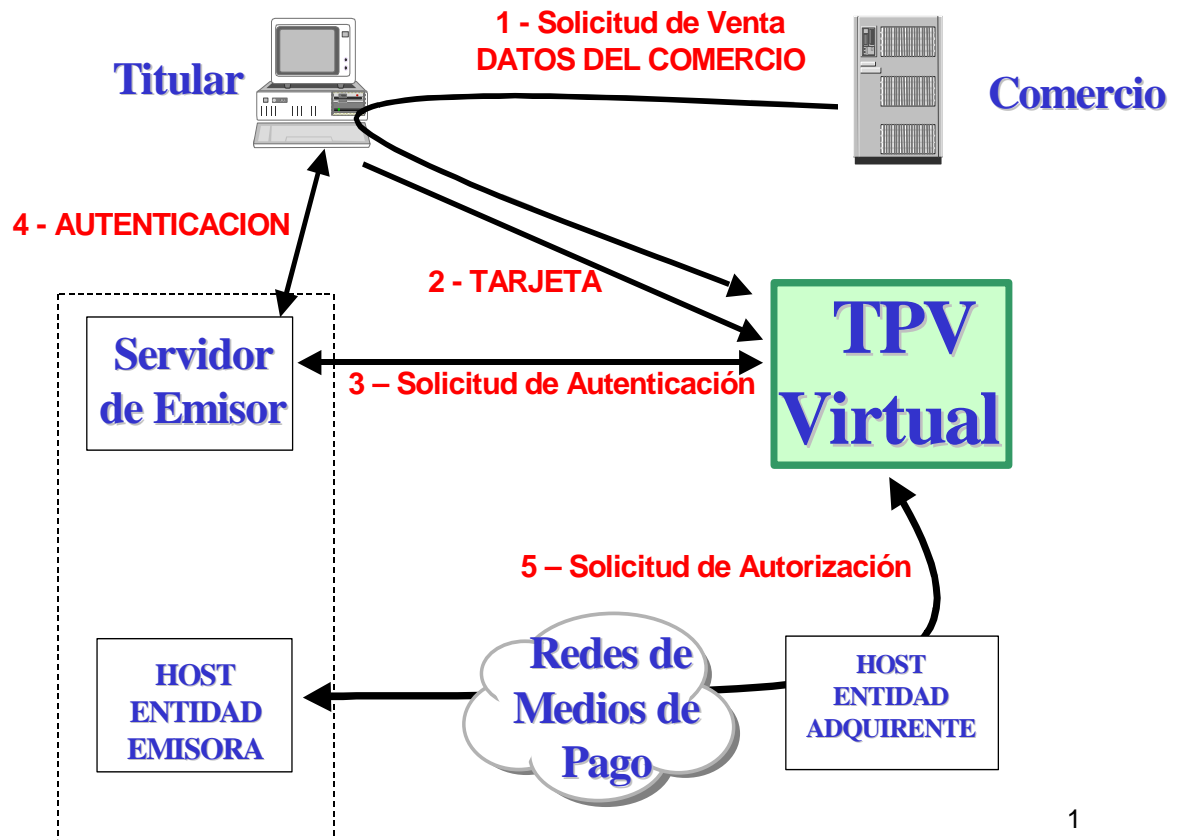 1 - Solicitud de Venta
DATOS DEL COMERCIO
Titular
Comercio
4 - AUTENTICACION
2 - TARJETA
TPV
Virtual
Servidor
de Emisor
3 – Solicitud de Autenticación
5 – Solicitud de Autorización
HOST
ENTIDAD
EMISORA
Redes de
Medios de
Pago
HOST
ENTIDAD
ADQUIRENTE
1